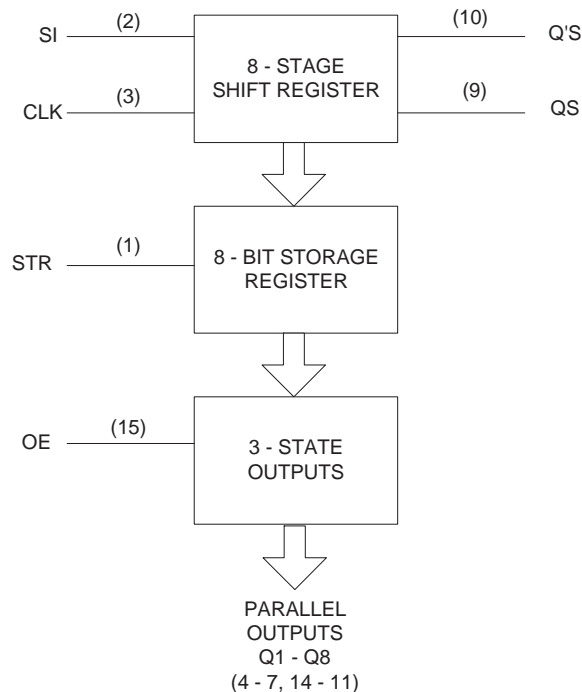 SI
(2)
CLK
(3)
8 - STAGE
SHIFT REGISTER
(10)
Q'S
(9)
QS
STR
(1)
8 - BIT STORAGE
REGISTER
OE
(15)
3 - STATE
OUTPUTS
PARALLEL
OUTPUTS
Q1 - Q8
(4 - 7, 14 - 11)